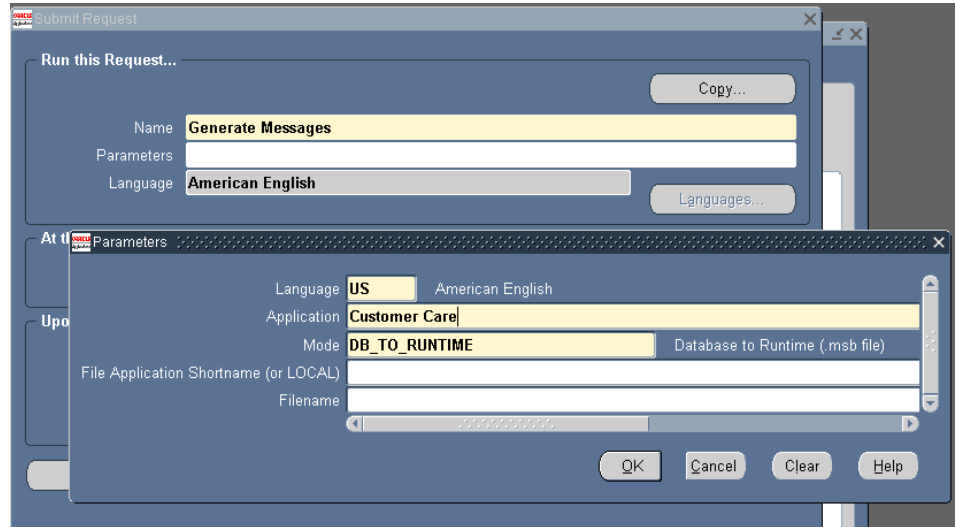 Submit Request
Run this Request...
Copy...
Name Generate Messages
Parameters
Language American English
Languages...
At th
Parameters
Language US American English
Application Customer Care
Upo
Mode DB_TO_RUNTIME Database to Runtime (.msb file)
File Application Shortname (or LOCAL)
Filename
OK Cancel Clear Help